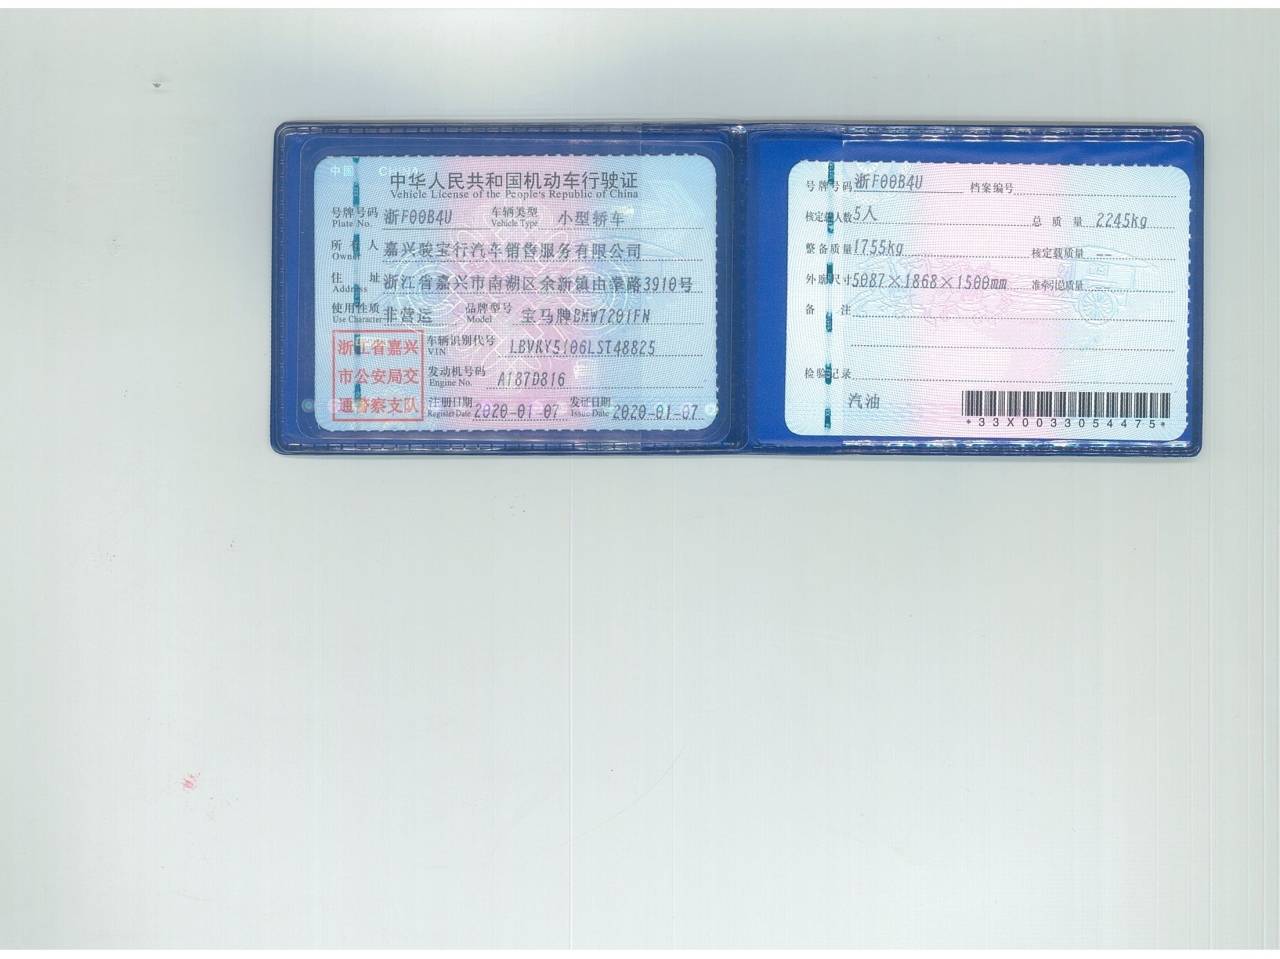 中国 CHINA
中华人民共和国机动车行驶证
Vehicle License of the People's Republic of China
号牌号码 浙F00B4U 车辆类型 小型轿车
Plate No. Vehicle Type
所有人 嘉兴骏宝行汽车销售服务有限公司
Owner
住址 浙江省嘉兴市南湖区余新镇由拳路3910号
Address
使用性质 非营运 品牌型号 宝马牌BMW7201FN
Use Character Model
浙江省嘉兴
市公安局交
通警察支队
车辆识别代号 LBVKY5106LST48825
VIN
发动机号码 A187D816
Engine No.
注册日期 2020-01-07 发证日期 2020-01-07
Register Date Issue Date
号牌号码 浙F00B4U 档案编号
核定载人数 5人 总质量 2245kg
整备质量 1755kg 核定载质量 --
外廓尺寸 5087×1868×1500mm 准牵引总质量 --
备注
检验记录
汽油
*33X0033054475*